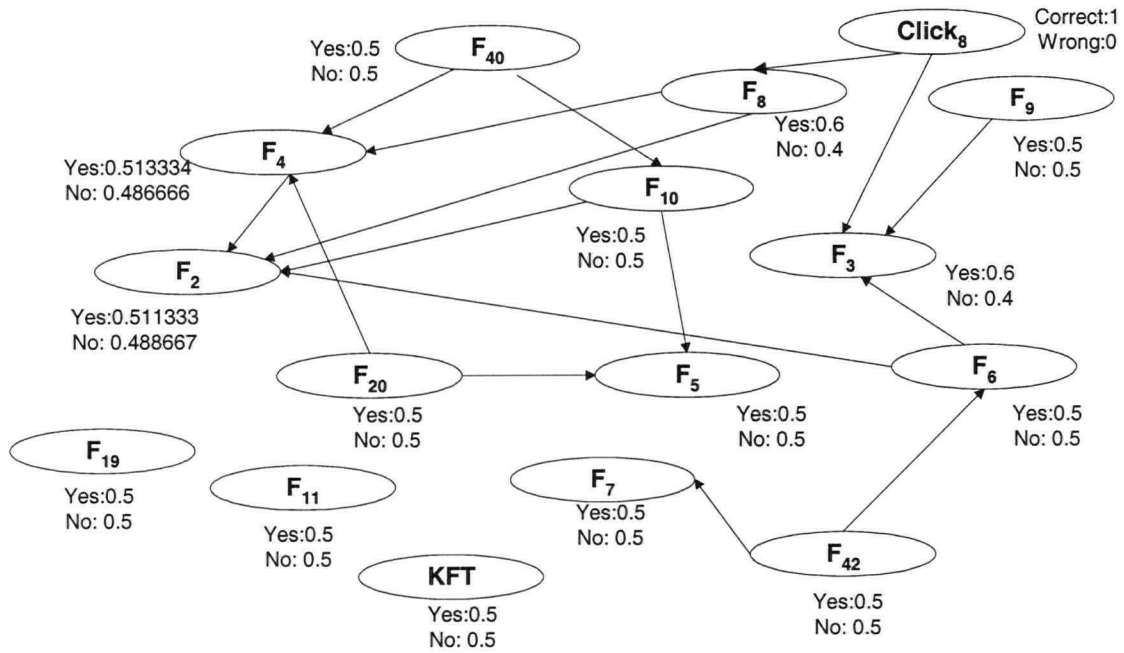 Click8
Correct:1
Wrong:0
F40
Yes:0.5
No: 0.5
F8
Yes:0.6
No: 0.4
F9
Yes:0.5
No: 0.5
F4
Yes:0.513334
No: 0.486666
F10
Yes:0.5
No: 0.5
F3
Yes:0.6
No: 0.4
F2
Yes:0.511333
No: 0.488667
F20
Yes:0.5
No: 0.5
F5
Yes:0.5
No: 0.5
F6
Yes:0.5
No: 0.5
F19
Yes:0.5
No: 0.5
F11
Yes:0.5
No: 0.5
F7
Yes:0.5
No: 0.5
F42
Yes:0.5
No: 0.5
KFT
Yes:0.5
No: 0.5